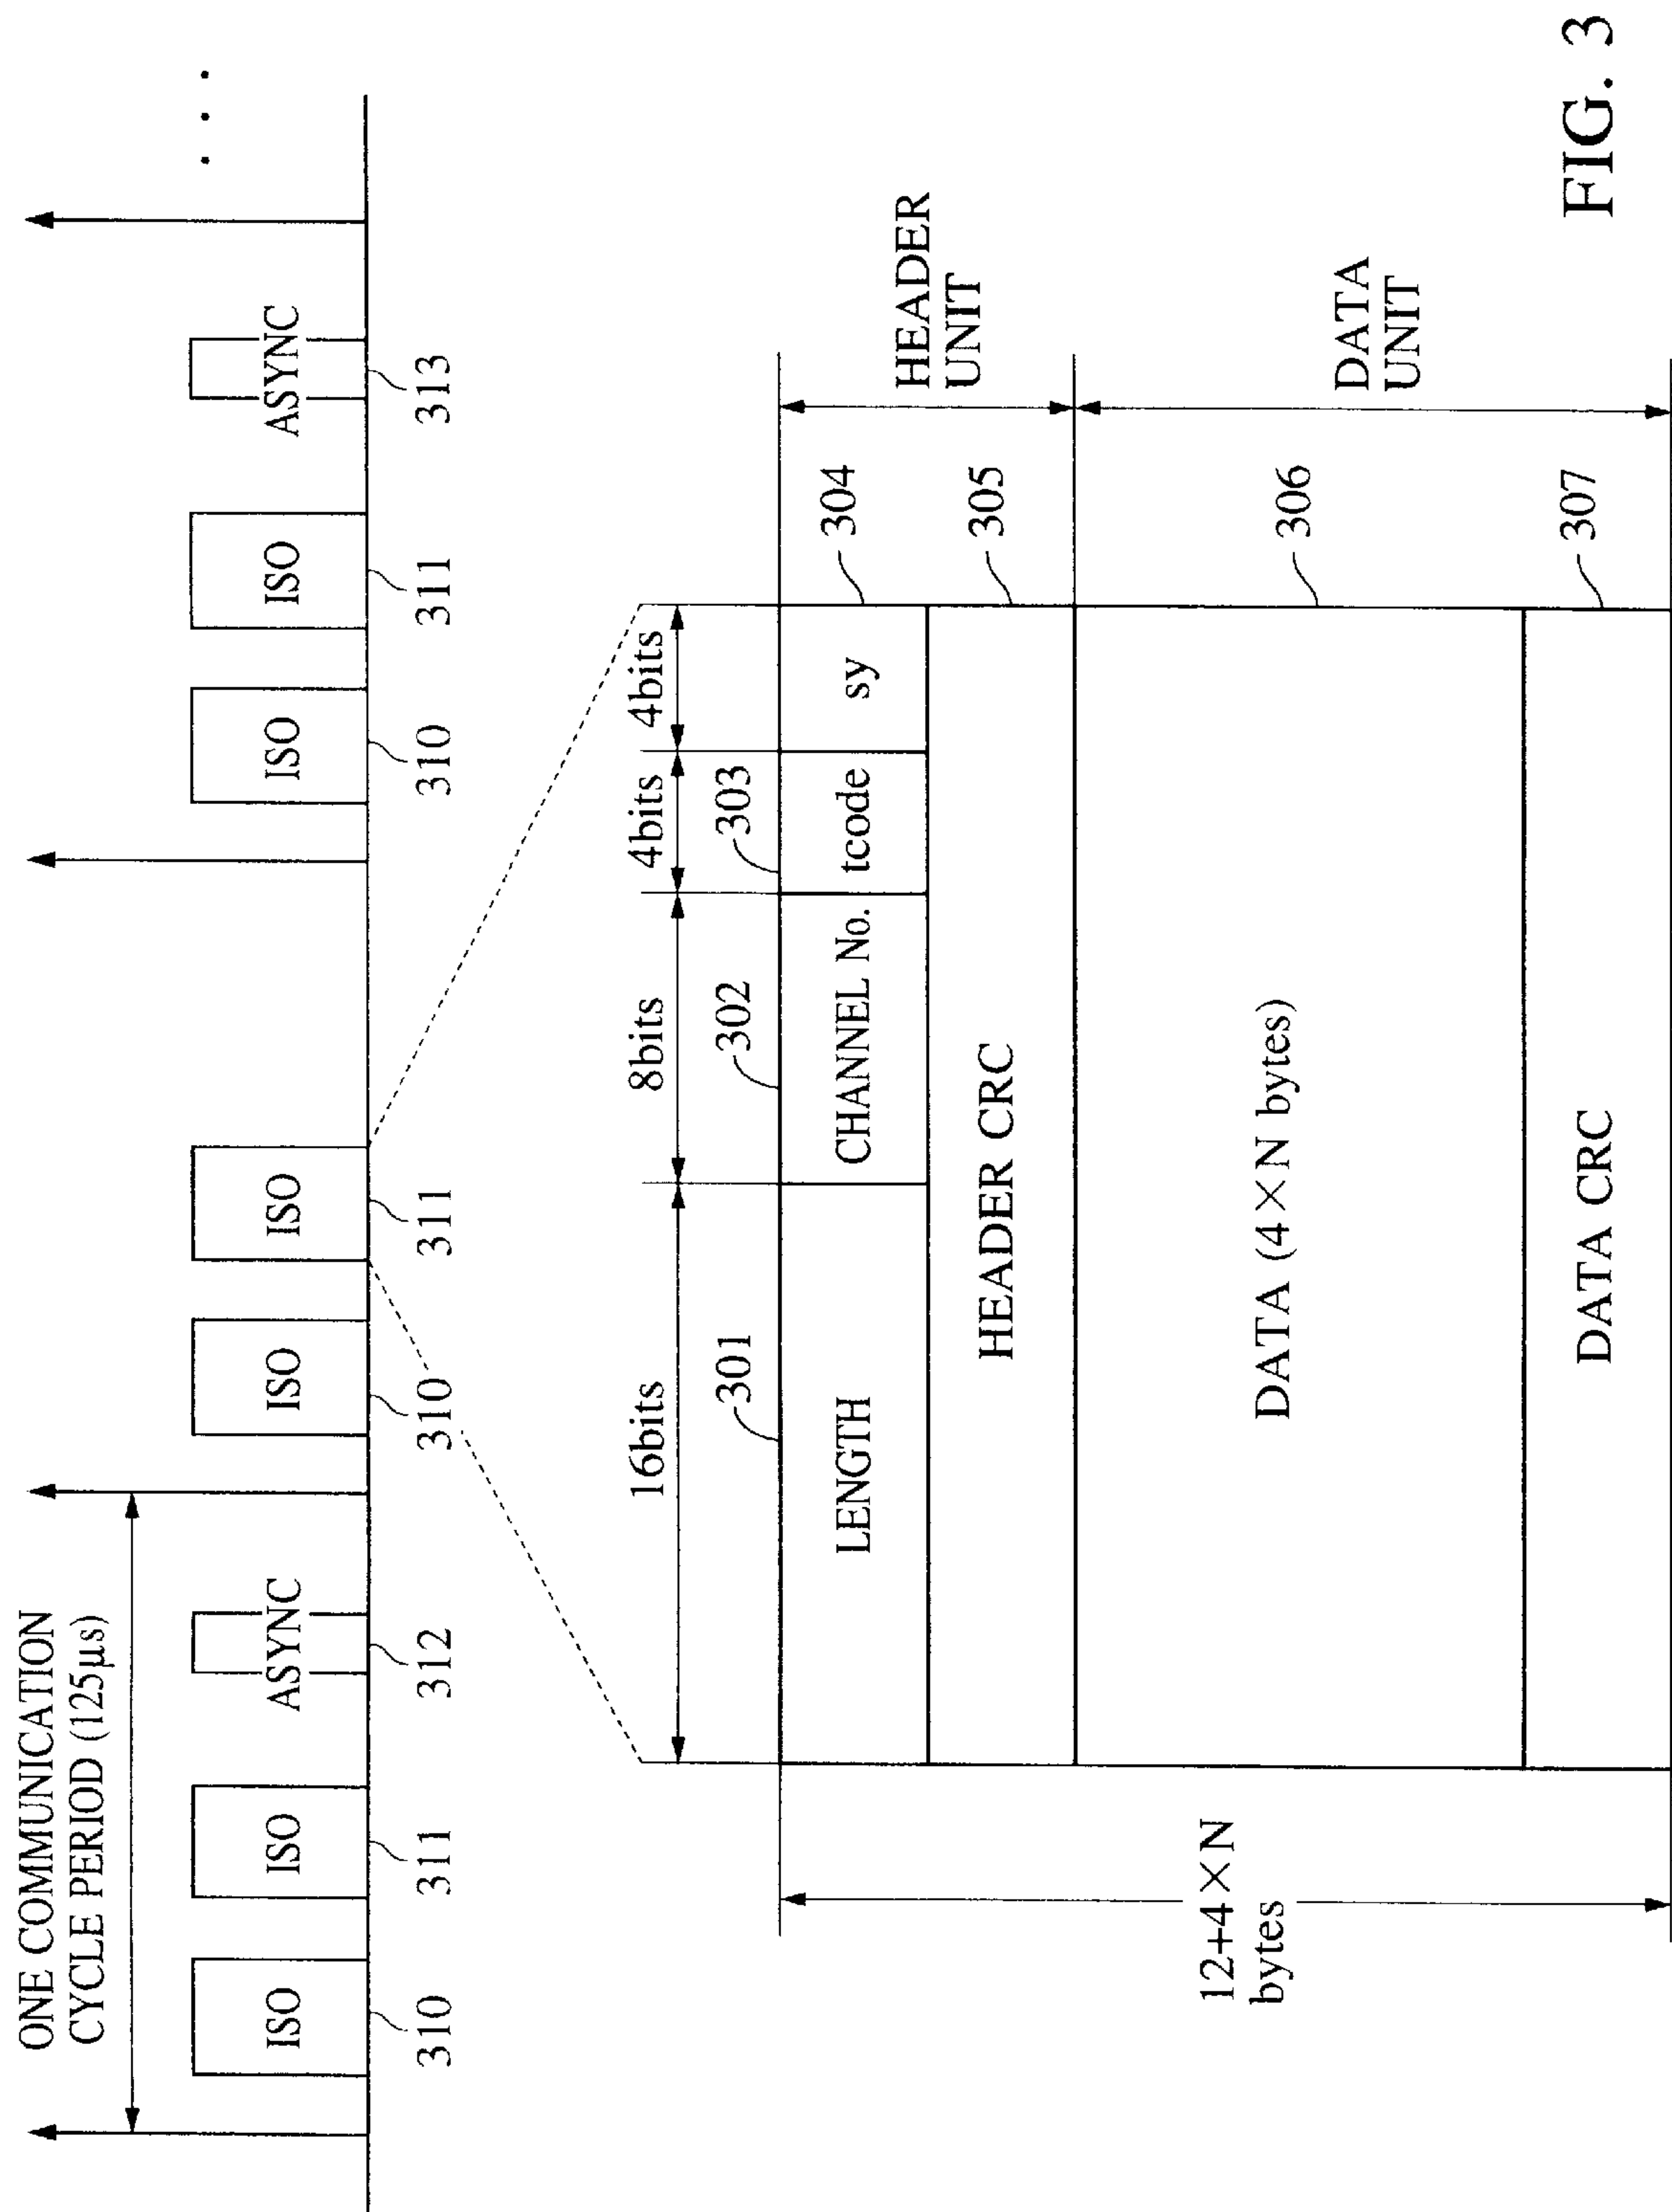 ONE COMMUNICATION
CYCLE PERIOD (125μs)
ISO
ISO
ASYNC
ISO
ISO
ISO
ISO
ASYNC
. . .
310
311
312
310
311
310
311
313
16bits
8bits
4bits
4bits
301
302
303
LENGTH
CHANNEL No.
tcode
sy
304
HEADER CRC
305
HEADER
UNIT
DATA (4×N bytes)
306
DATA
UNIT
DATA CRC
307
12+4×N
bytes
FIG. 3